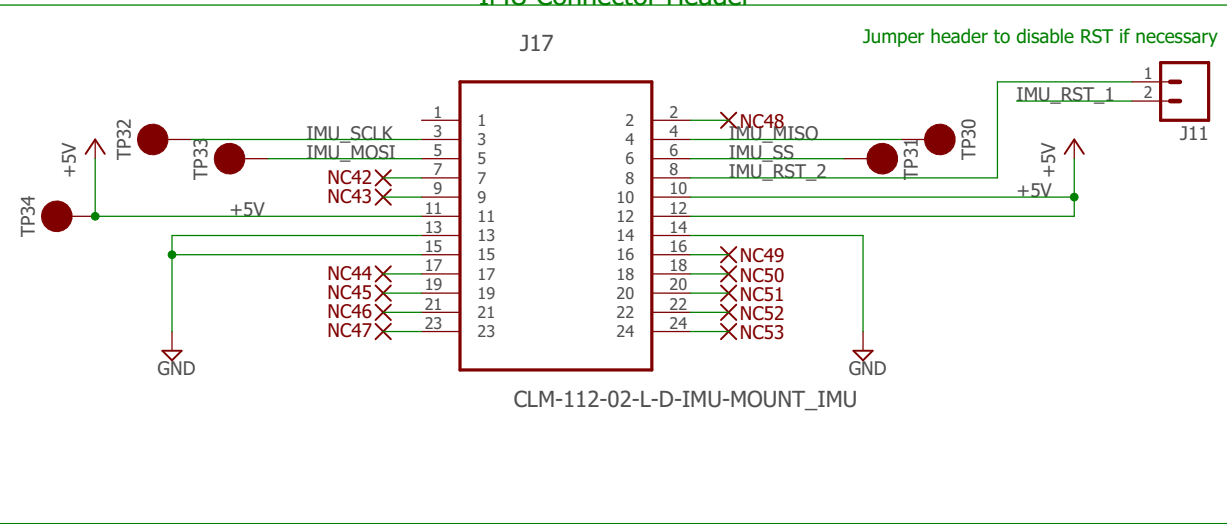 IMU Connector Header
Jumper header to disable RST if necessary
J17
J11
1
IMU_RST_1 2
TP32
TP33
TP34
+5V
+5V
IMU_SCLK
IMU_MOSI
NC42
NC43
NC44
NC45
NC46
NC47
1 1 2 2 NC48
3 3 4 4 IMU_MISO TP30
5 5 6 6 IMU_SS TP31
7 7 8 8 IMU_RST_2
9 9 10 10 +5V
11 11 12 12 +5V
13 13 14 14
15 15 16 16 NC49
17 17 18 18 NC50
19 19 20 20 NC51
21 21 22 22 NC52
23 23 24 24 NC53
GND
GND
CLM-112-02-L-D-IMU-MOUNT_IMU